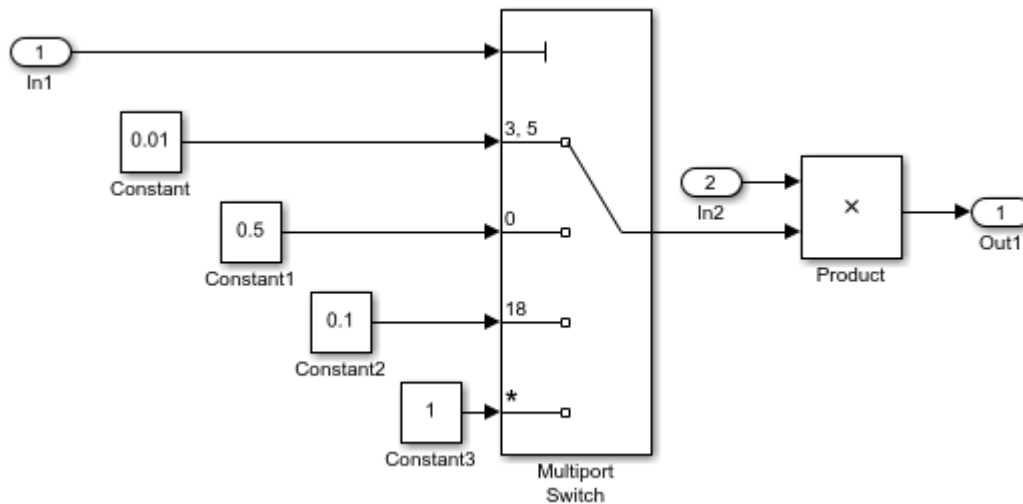 1
In1
0.01
Constant
3, 5
0.5
Constant1
0
2
In2
×
Product
1
Out1
0.1
Constant2
18
1
Constant3
*
Multiport
Switch